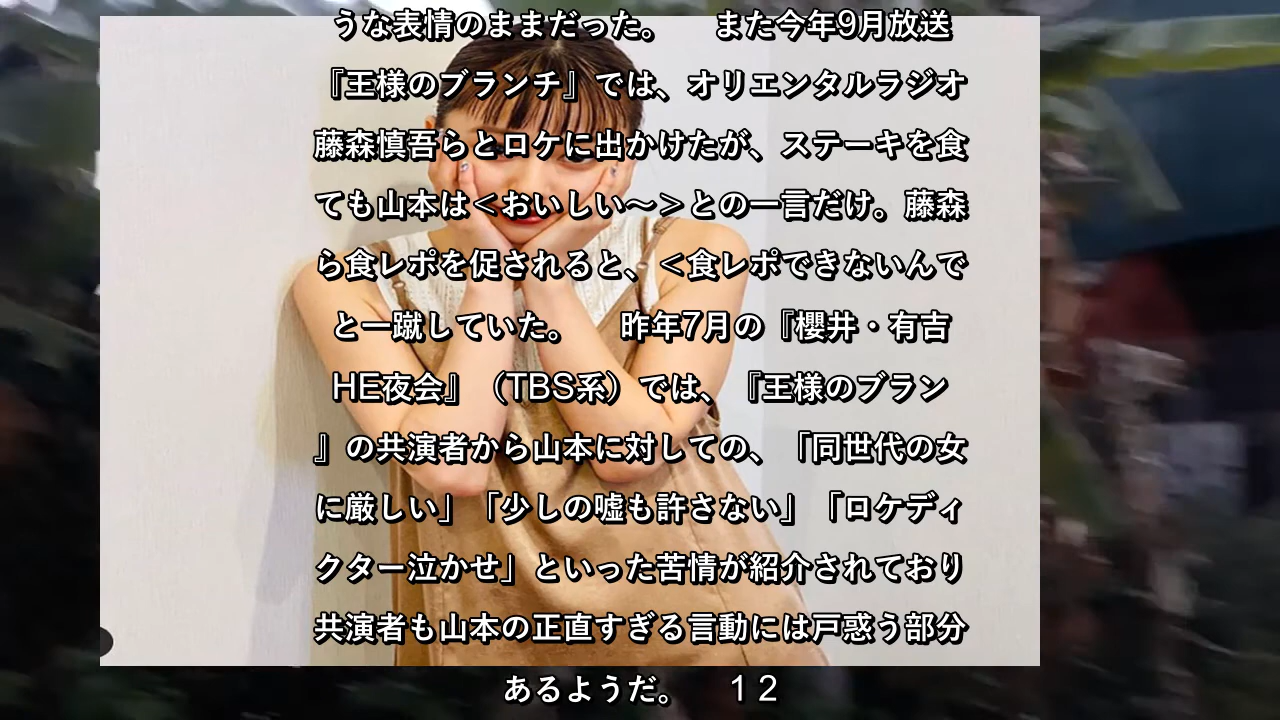 うな表情のままだった。　　また今年9月放送
『王様のブランチ』では、オリエンタルラジオ
藤森慎吾らとロケに出かけたが、ステーキを食
ても山本は＜おいしい～＞との一言だけ。藤森
ら食レポを促されると、＜食レポできないんで
と一蹴していた。　　昨年7月の『櫻井・有吉
HE夜会』（TBS系）では、『王様のブラン
』の共演者から山本に対しての、「同世代の女
に厳しい」「少しの嘘も許さない」「ロケディ
クター泣かせ」といった苦情が紹介されており
共演者も山本の正直すぎる言動には戸惑う部分
あるようだ。　　１２